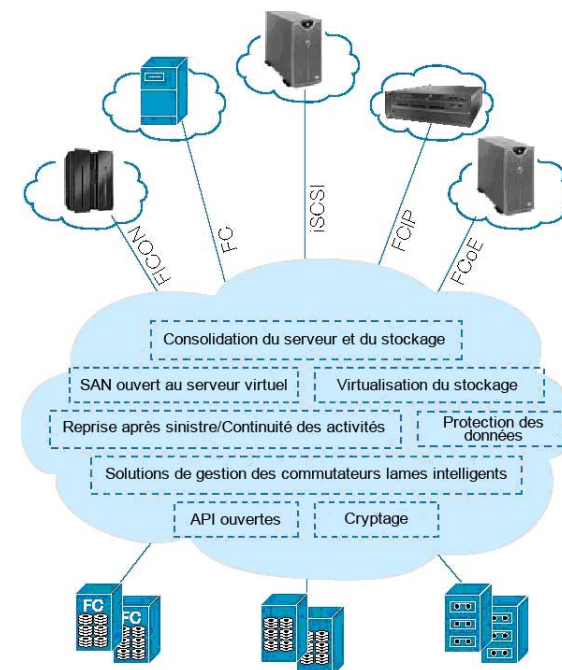 FICON
FC
iSCSI
FCIP
FCoE
Consolidation du serveur et du stockage
SAN ouvert au serveur virtuel
Virtualisation du stockage
Reprise après sinistre/Continuité des activités
Protection des
données
Solutions de gestion des commutateurs lames intelligents
API ouvertes
Cryptage
FC
FC